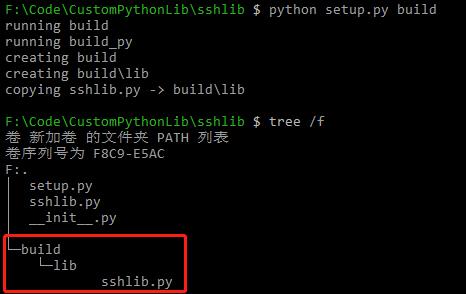 F:\Code\CustomPythonLib\sshlib $ python setup.py build
running build
running build_py
creating build
creating build\lib
copying sshlib.py -> build\lib
F:\Code\CustomPythonLib\sshlib $ tree /f
卷 新加卷 的文件夹 PATH 列表
卷序列号为 F8C9-E5AC
F:.
│  setup.py
│  sshlib.py
│  __init__.py
│
└─build
    └─lib
            sshlib.py